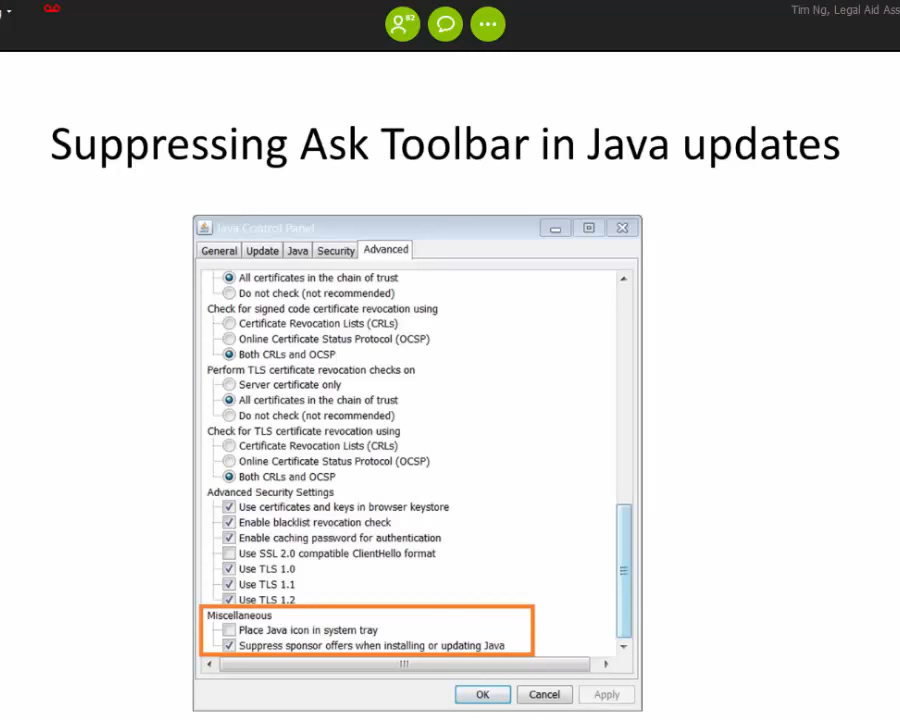 82
Tim Ng, Legal Aid Ass
Suppressing Ask Toolbar in Java updates
Java Control Panel
General Update Java Security Advanced
All certificates in the chain of trust
Do not check (not recommended)
Check for signed code certificate revocation using
Certificate Revocation Lists (CRLs)
Online Certificate Status Protocol (OCSP)
Both CRLs and OCSP
Perform TLS certificate revocation checks on
Server certificate only
All certificates in the chain of trust
Do not check (not recommended)
Check for TLS certificate revocation using
Certificate Revocation Lists (CRLs)
Online Certificate Status Protocol (OCSP)
Both CRLs and OCSP
Advanced Security Settings
Use certificates and keys in browser keystore
Enable blacklist revocation check
Enable caching password for authentication
Use SSL 2.0 compatible ClientHello format
Use TLS 1.0
Use TLS 1.1
Use TLS 1.2
Miscellaneous
Place Java icon in system tray
Suppress sponsor offers when installing or updating Java
OK Cancel Apply